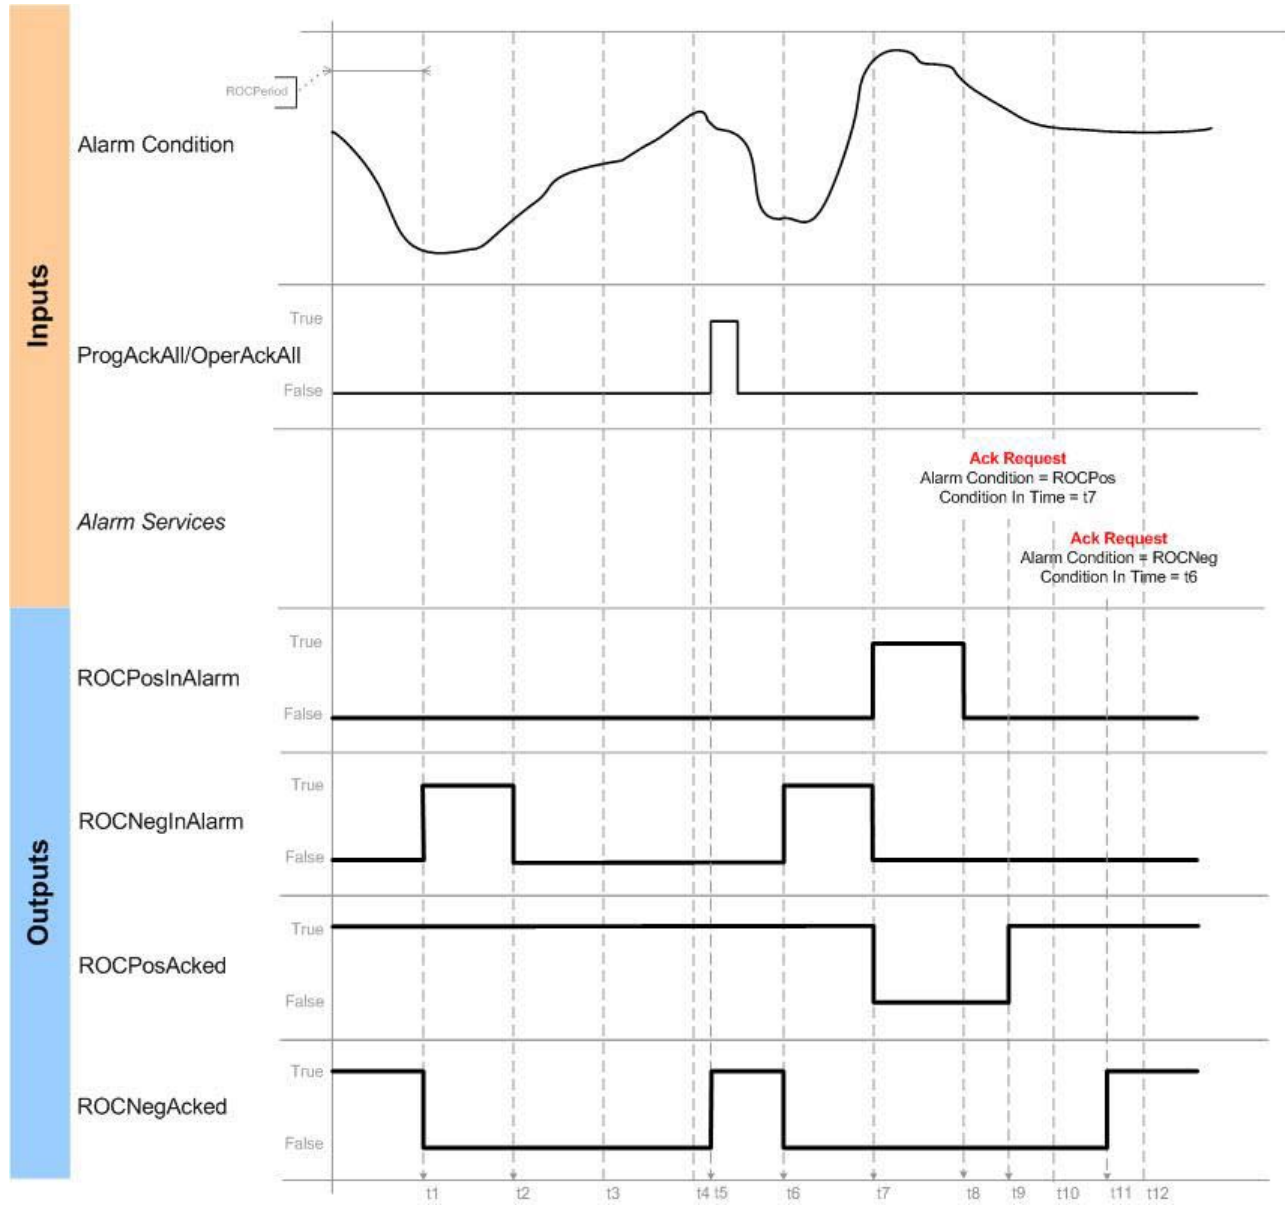 Inputs
ROCPeriod
Alarm Condition
True
ProgAckAll/OperAckAll
False
Ack Request
Alarm Condition = ROCPos
Condition In Time = t7
Alarm Services
Ack Request
Alarm Condition = ROCNeg
Condition In Time = t6
Outputs
True
ROCPosInAlarm
False
True
ROCNegInAlarm
False
True
ROCPosAcked
False
True
ROCNegAcked
False
t1 t2 t3 t4 t5 t6 t7 t8 t9 t10 t11 t12